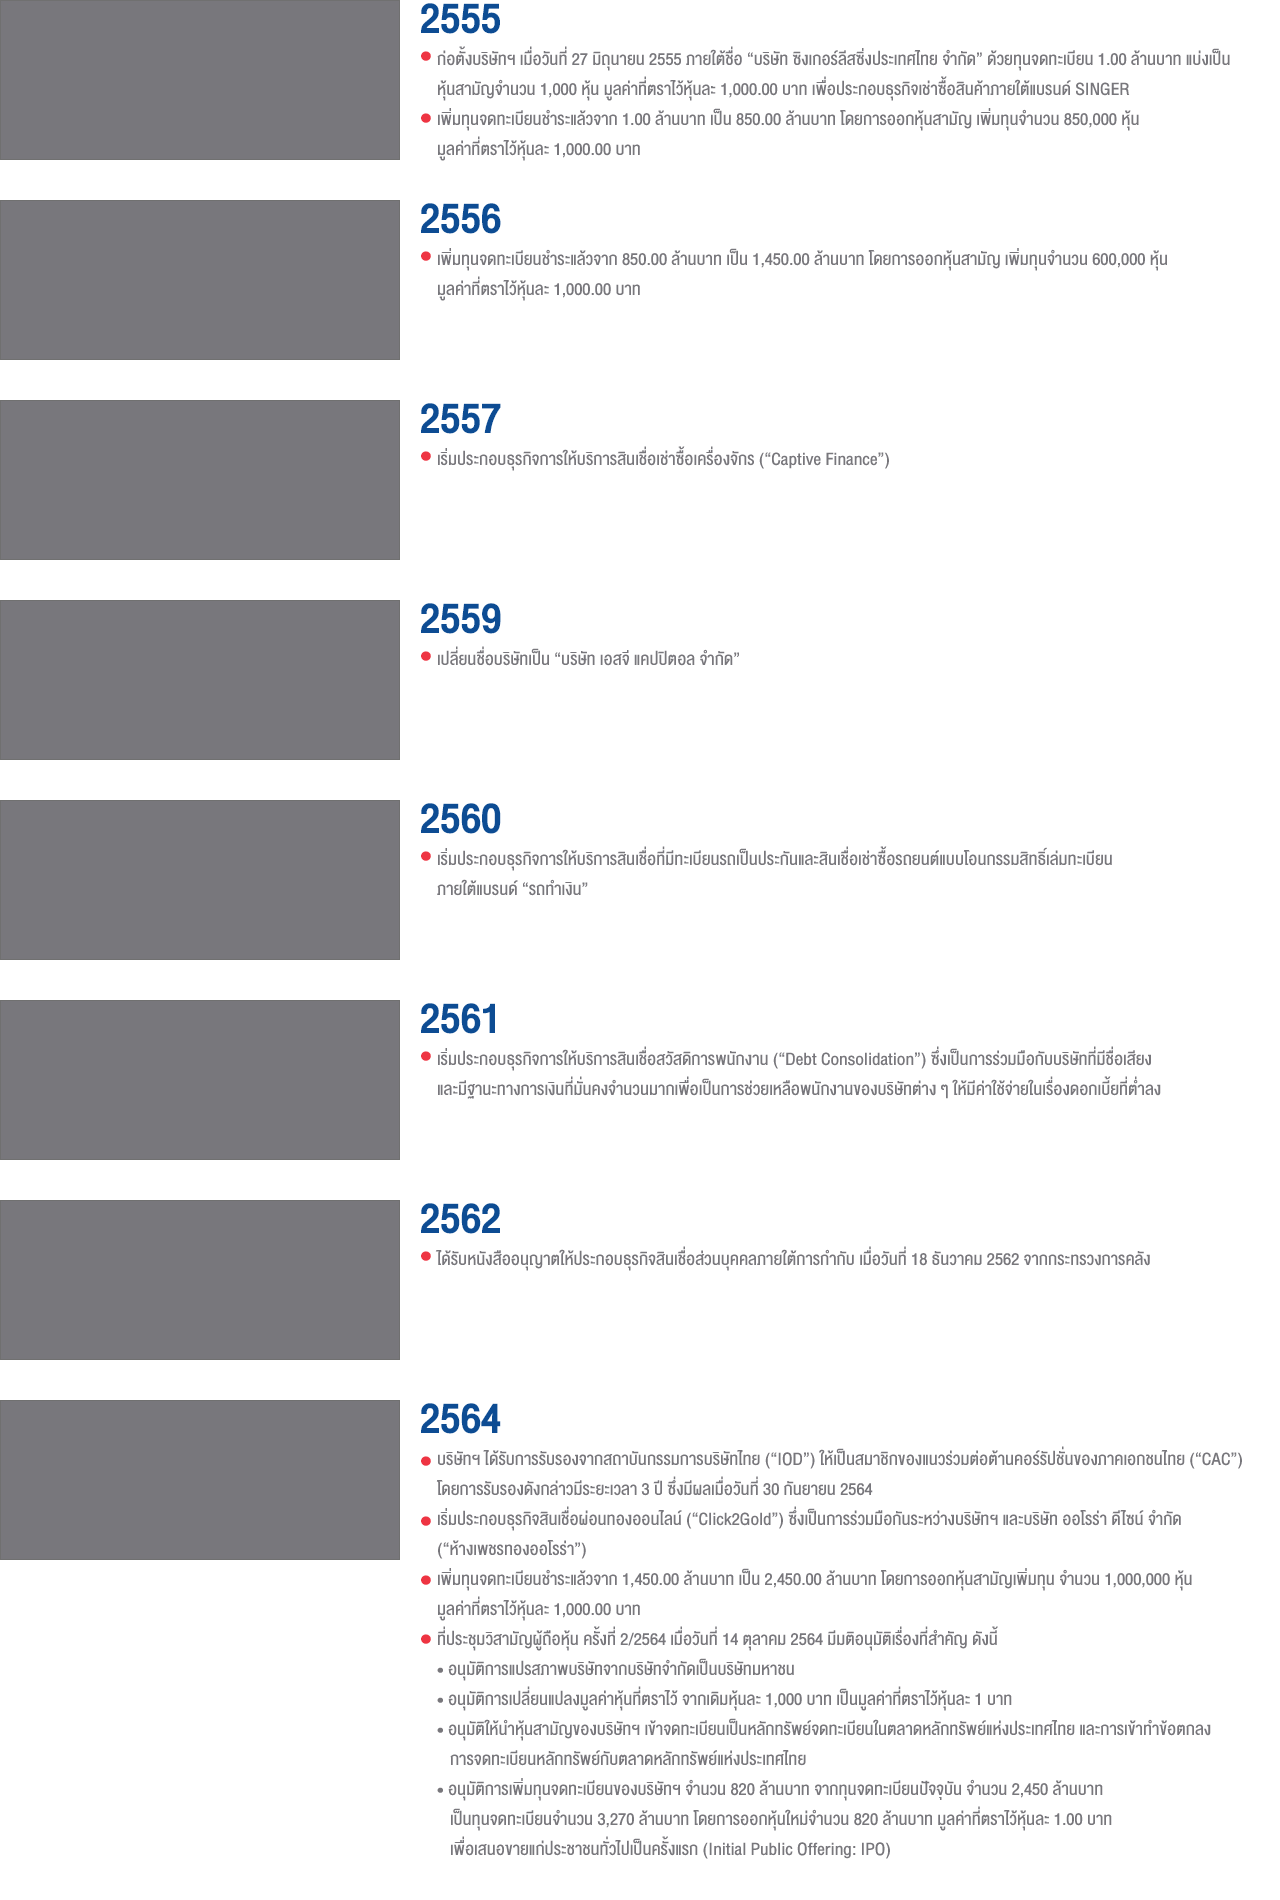 2555
● ก่อตั้งบริษัทฯ เมื่อวันที่ 27 มิถุนายน 2555 ภายใต้ชื่อ “บริษัท ซิงเกอร์ลีสซิ่งประเทศไทย จำกัด” ด้วยทุนจดทะเบียน 1.00 ล้านบาท แบ่งเป็น
หุ้นสามัญจำนวน 1,000 หุ้น มูลค่าที่ตราไว้หุ้นละ 1,000.00 บาท เพื่อประกอบธุรกิจเช่าซื้อสินค้าภายใต้แบรนด์ SINGER
● เพิ่มทุนจดทะเบียนชำระแล้วจาก 1.00 ล้านบาท เป็น 850.00 ล้านบาท โดยการออกหุ้นสามัญ เพิ่มทุนจำนวน 850,000 หุ้น
มูลค่าที่ตราไว้หุ้นละ 1,000.00 บาท
2556
● เพิ่มทุนจดทะเบียนชำระแล้วจาก 850.00 ล้านบาท เป็น 1,450.00 ล้านบาท โดยการออกหุ้นสามัญ เพิ่มทุนจำนวน 600,000 หุ้น
มูลค่าที่ตราไว้หุ้นละ 1,000.00 บาท
2557
● เริ่มประกอบธุรกิจการให้บริการสินเชื่อเช่าซื้อเครื่องจักร (“Captive Finance”)
2559
● เปลี่ยนชื่อบริษัทเป็น “บริษัท เอสจี แคปปิตอล จำกัด”
2560
● เริ่มประกอบธุรกิจการให้บริการสินเชื่อที่มีทะเบียนรถเป็นประกันและสินเชื่อเช่าซื้อรถยนต์แบบโอนกรรมสิทธิ์เล่มทะเบียน
ภายใต้แบรนด์ “รถทำเงิน”
2561
● เริ่มประกอบธุรกิจการให้บริการสินเชื่อสวัสดิการพนักงาน (“Debt Consolidation”) ซึ่งเป็นการร่วมมือกับบริษัทที่มีชื่อเสียง
และมีฐานะทางการเงินที่มั่นคงจำนวนมากเพื่อเป็นการช่วยเหลือพนักงานของบริษัทต่าง ๆ ให้มีค่าใช้จ่ายในเรื่องดอกเบี้ยที่ต่ำลง
2562
● ได้รับหนังสืออนุญาตให้ประกอบธุรกิจสินเชื่อส่วนบุคคลภายใต้การกำกับ เมื่อวันที่ 18 ธันวาคม 2562 จากกระทรวงการคลัง
2564
● บริษัทฯ ได้รับการรับรองจากสถาบันกรรมการบริษัทไทย (“IOD”) ให้เป็นสมาชิกของแนวร่วมต่อต้านคอร์รัปชั่นของภาคเอกชนไทย (“CAC”)
โดยการรับรองดังกล่าวมีระยะเวลา 3 ปี ซึ่งมีผลเมื่อวันที่ 30 กันยายน 2564
● เริ่มประกอบธุรกิจสินเชื่อผ่อนทองออนไลน์ (“Click2Gold”) ซึ่งเป็นการร่วมมือกันระหว่างบริษัทฯ และบริษัท ออโรร่า ดีไซน์ จำกัด
(“ห้างเพชรทองออโรร่า”)
● เพิ่มทุนจดทะเบียนชำระแล้วจาก 1,450.00 ล้านบาท เป็น 2,450.00 ล้านบาท โดยการออกหุ้นสามัญเพิ่มทุน จำนวน 1,000,000 หุ้น
มูลค่าที่ตราไว้หุ้นละ 1,000.00 บาท
● ที่ประชุมวิสามัญผู้ถือหุ้น ครั้งที่ 2/2564 เมื่อวันที่ 14 ตุลาคม 2564 มีมติอนุมัติเรื่องที่สำคัญ ดังนี้
• อนุมัติการแปรสภาพบริษัทจากบริษัทจำกัดเป็นบริษัทมหาชน
• อนุมัติการเปลี่ยนแปลงมูลค่าหุ้นที่ตราไว้ จากเดิมหุ้นละ 1,000 บาท เป็นมูลค่าที่ตราไว้หุ้นละ 1 บาท
• อนุมัติให้นำหุ้นสามัญของบริษัทฯ เข้าจดทะเบียนเป็นหลักทรัพย์จดทะเบียนในตลาดหลักทรัพย์แห่งประเทศไทย และการเข้าทำข้อตกลง
การจดทะเบียนหลักทรัพย์กับตลาดหลักทรัพย์แห่งประเทศไทย
• อนุมัติการเพิ่มทุนจดทะเบียนของบริษัทฯ จำนวน 820 ล้านบาท จากทุนจดทะเบียนปัจจุบัน จำนวน 2,450 ล้านบาท
เป็นทุนจดทะเบียนจำนวน 3,270 ล้านบาท โดยการออกหุ้นใหม่จำนวน 820 ล้านบาท มูลค่าที่ตราไว้หุ้นละ 1.00 บาท
เพื่อเสนอขายแก่ประชาชนทั่วไปเป็นครั้งแรก (Initial Public Offering: IPO)